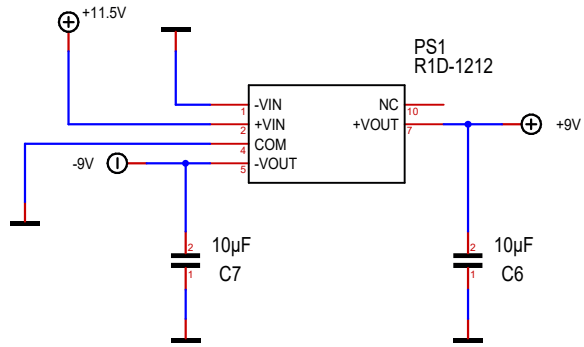 +11.5V
PS1
R1D-1212
-VIN
NC
1
10
+VIN
+VOUT
2
7
+9V
COM
4
-9V
-VOUT
5
2
10µF
1
C7
2
10µF
1
C6